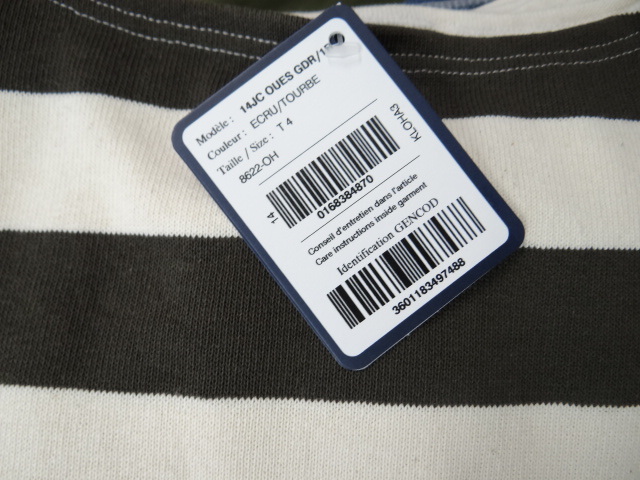 Modèle : 14JC OUES GDR/15
Couleur : ECRU/TOURBE
Taille / Size : T 4
8622-OH
KLOHA3
14
0168384870
Conseil d'entretien dans l'article
Care instructions inside garment
Identification GENCOD
3601183497488